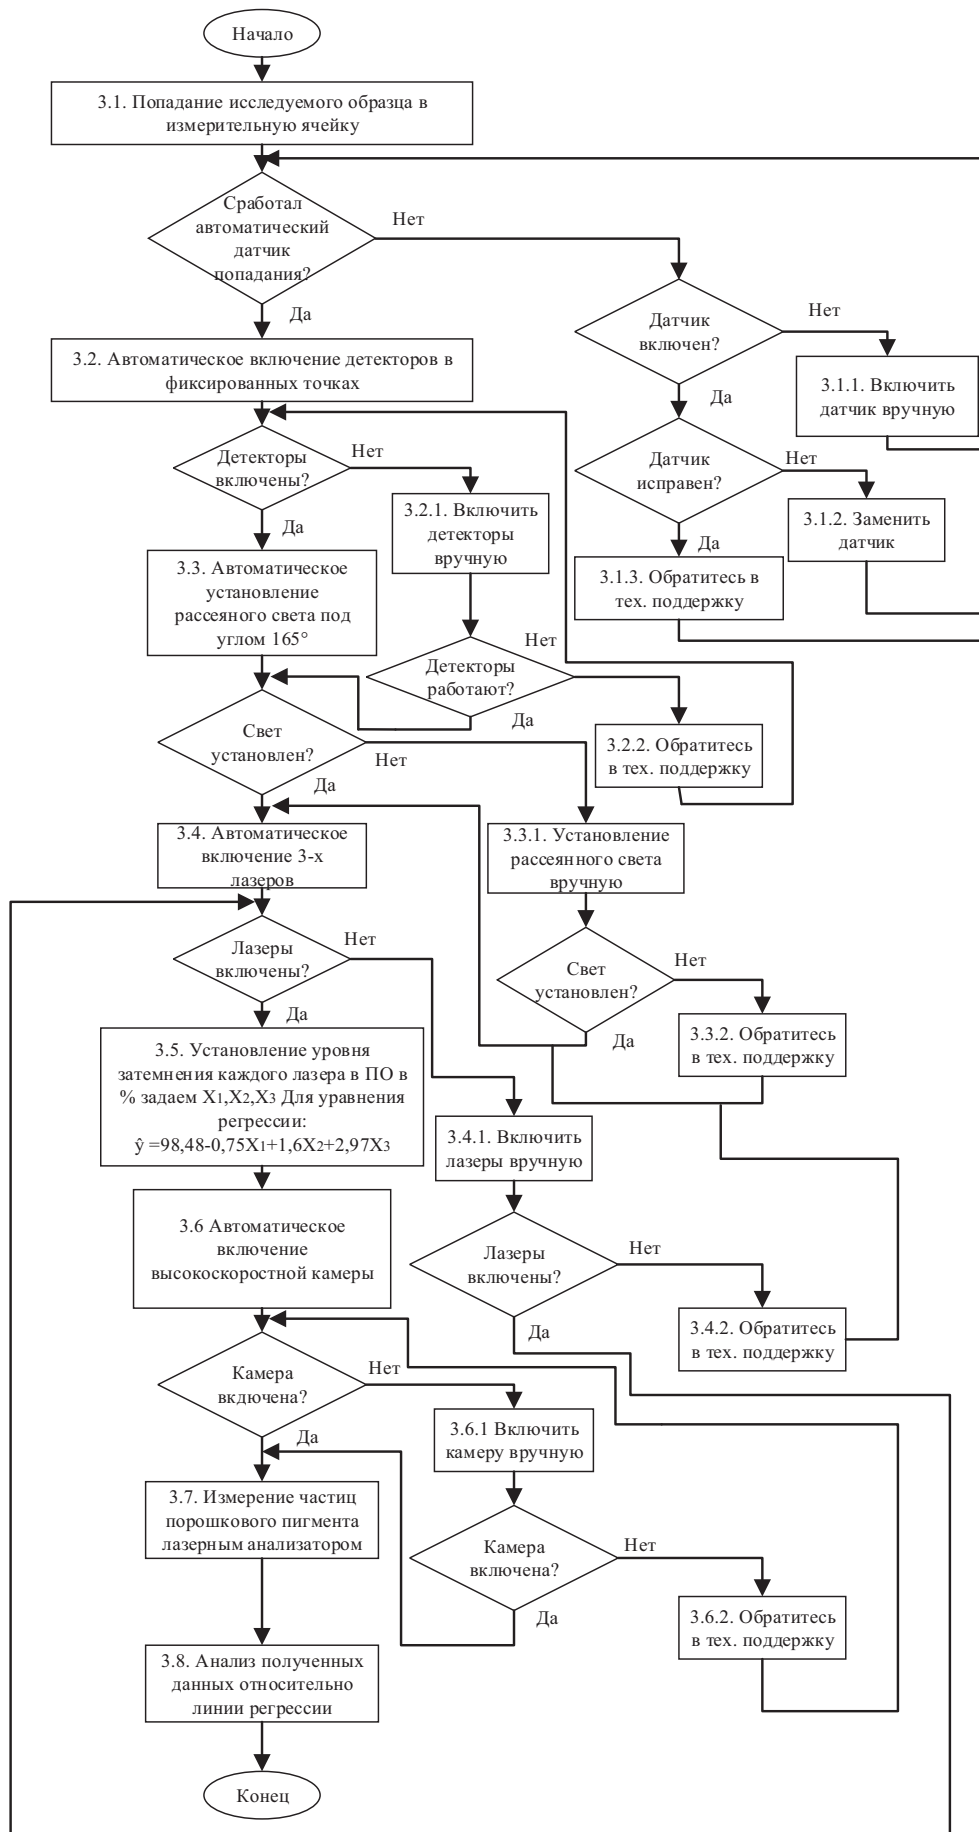 Начало
3.1. Попадание исследуемого образца в
измерительную ячейку
Сработал
автоматический
датчик
попадания?
Нет
Да
Датчик
включен?
Нет
Да
3.1.1. Включить
датчик вручную
3.2. Автоматическое включение детекторов в
фиксированных точках
Детекторы
включены?
Нет
Да
Датчик
исправен?
Нет
Да
3.2.1. Включить
детекторы
вручную
3.1.2. Заменить
датчик
3.3. Автоматическое
установление
рассеяного света под
углом 165°
3.1.3. Обратитесь в
тех. поддержку
Детекторы
работают?
Нет
Да
Свет
установлен?
Нет
Да
3.2.2. Обратитесь
в тех. поддержку
3.4. Автоматическое
включение 3-х
лазеров
3.3.1. Установление
рассеянного света
вручную
Лазеры
включены?
Нет
Да
Свет
установлен?
Нет
Да
3.3.2. Обратитесь
в тех. поддержку
3.5. Установление уровня
затемнения каждого лазера в ПО в
% задаем X1,X2,X3 Для уравнения
регрессии:
ŷ =98,48-0,75X1+1,6X2+2,97X3
3.4.1. Включить
лазеры вручную
3.6 Автоматическое
включение
высокоскоростной камеры
Лазеры
включены?
Нет
Да
3.4.2. Обратитесь
в тех. поддержку
Камера
вкдючена?
Нет
Да
3.6.1 Включить
камеру вручную
3.7. Измерение частиц
порошкового пигмента
лазерным анализатором
Камера
включена?
Нет
Да
3.6.2. Обратитесь
в тех. поддержку
3.8. Анализ полученных
данных относительно
линии регрессии
Конец